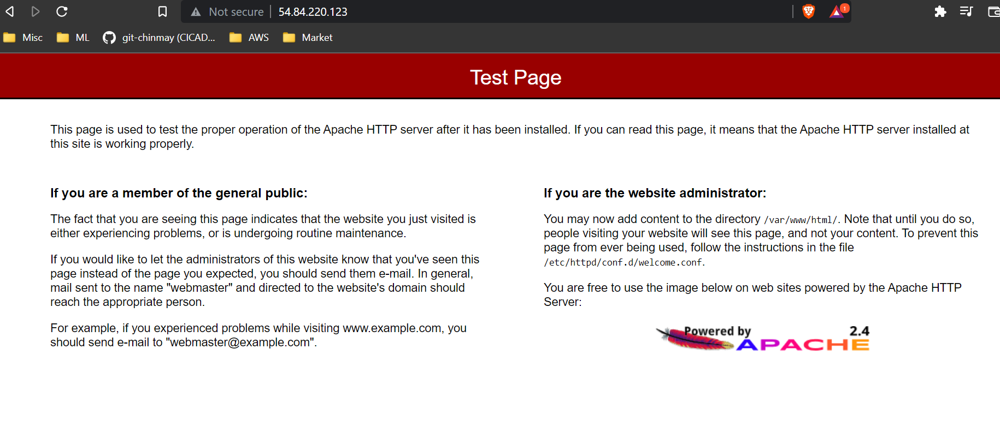 Not secure 54.84.220.123 1
Misc ML git-chinmay (CICAD... AWS Market
Test Page
This page is used to test the proper operation of the Apache HTTP server after it has been installed. If you can read this page, it means that the Apache HTTP server installed at
this site is working properly.
If you are a member of the general public:
The fact that you are seeing this page indicates that the website you just visited is
either experiencing problems, or is undergoing routine maintenance.
If you would like to let the administrators of this website know that you've seen this
page instead of the page you expected, you should send them e-mail. In general,
mail sent to the name "webmaster" and directed to the website's domain should
reach the appropriate person.
For example, if you experienced problems while visiting www.example.com, you
should send e-mail to "webmaster@example.com".
If you are the website administrator:
You may now add content to the directory /var/www/html/. Note that until you do so,
people visiting your website will see this page, and not your content. To prevent this
page from ever being used, follow the instructions in the file
/etc/httpd/conf.d/welcome.conf.
You are free to use the image below on web sites powered by the Apache HTTP
Server:
Powered by 2.4
APACHE